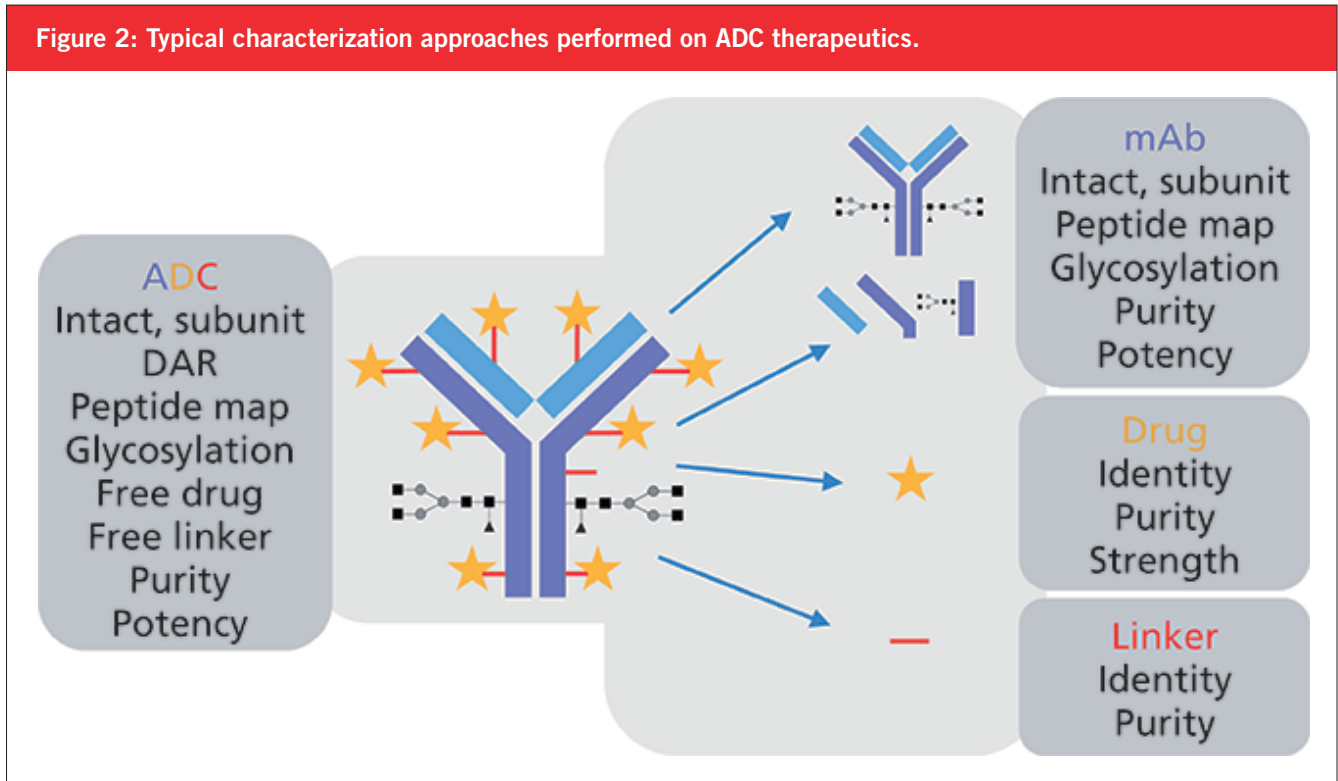 Figure 2: Typical characterization approaches performed on ADC therapeutics.
ADC
Intact, subunit
DAR
Peptide map
Glycosylation
Free drug
Free linker
Purity
Potency
mAb
Intact, subunit
Peptide map
Glycosylation
Purity
Potency
Drug
Identity
Purity
Strength
Linker
Identity
Purity